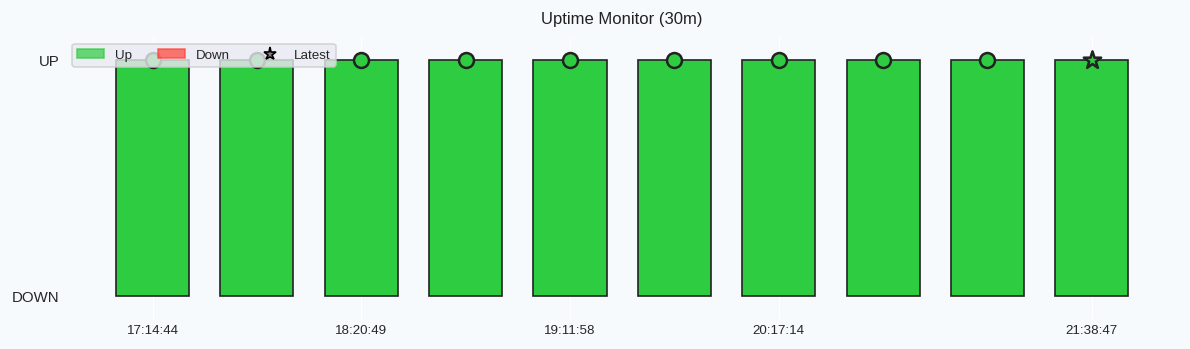 Uptime Monitor (30m)
Up Down Latest
UP
DOWN
17:14:44 18:20:49 19:11:58 20:17:14 21:38:47